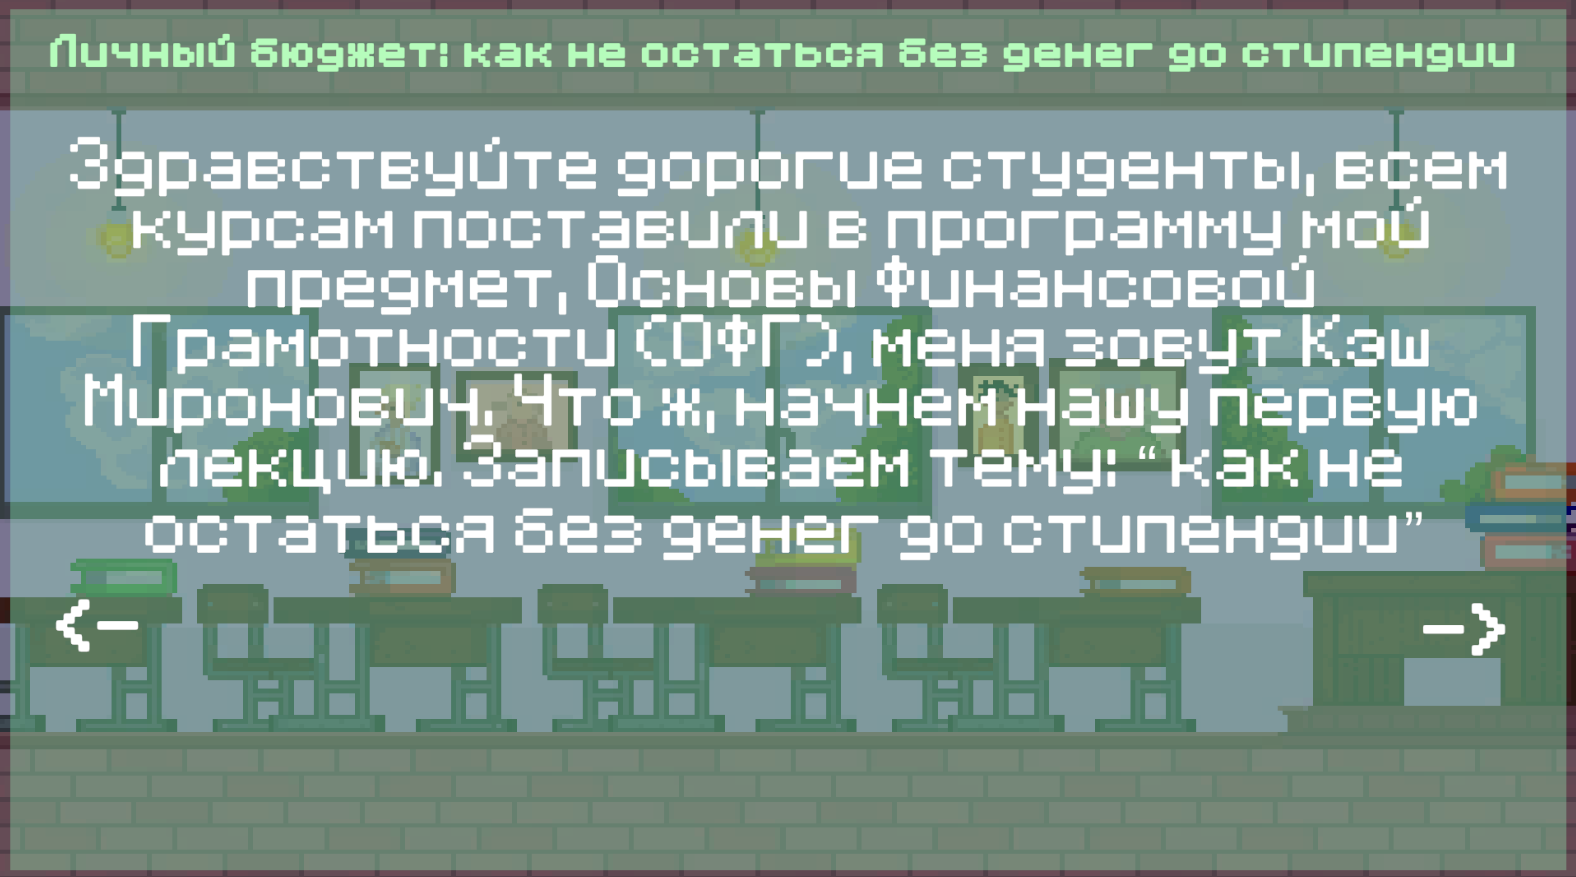 Личный бюджет: как не остаться без денег до стипендии
Здравствуйте дорогие студенты, всем
курсам поставили в программу мой
предмет, Основы Финансовой
Грамотности (ОФГ), меня зовут Кэш
Миронович. Что ж, начнем нашу первую
лекцию. Записываем тему: “как не
остаться без денег до стипендии”
<- ->